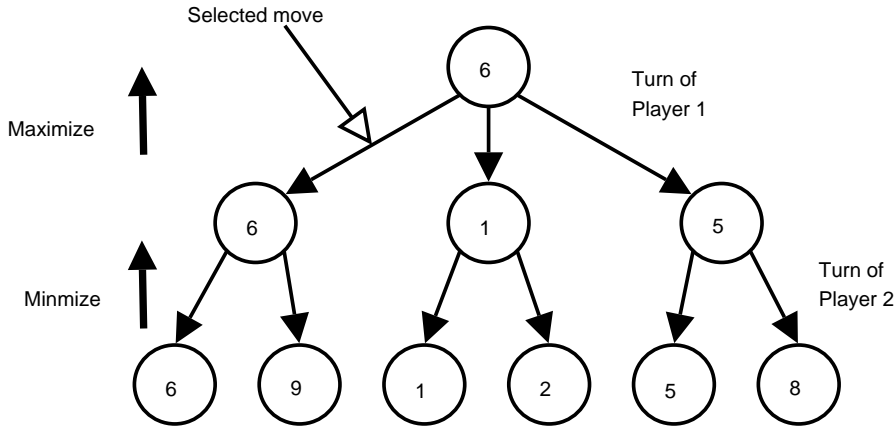 Selected move
6
Turn of
Player 1
Maximize
6
1
5
Turn of
Player 2
Minmize
6
9
1
2
5
8